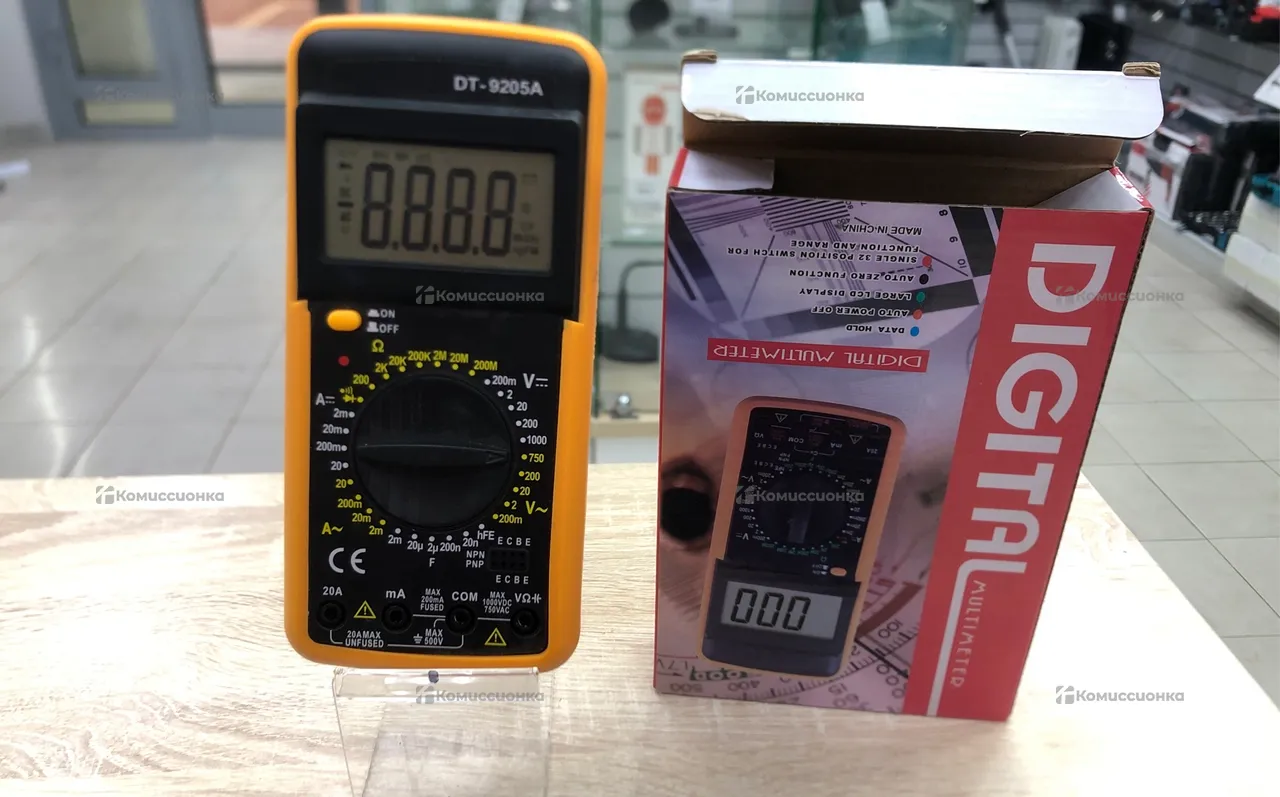 DT-9205A
8.8.8.8
ON
OFF
Ω
200 2K 20K 200K 2M 20M 200M
V⎓
200m
2
20
200
1000
750
200
20
2
200m
V~
A⎓
2m
20m
200m
20
20
200m
20m
2m
A~
2m 20µ 2µ 200n 20n
F
hFE
E C B E
NPN
PNP
E C B E
CE
20A
mA
MAX
200mA
FUSED
COM
MAX
1000VDC
750VAC
VΩ
20A MAX
UNFUSED
MAX
500V
DIGITAL
MULTIMETER
DIGITAL MULTIMETER
DATA HOLD
AUTO POWER OFF
LARGE LCD DISPLAY
AUTO ZERO FUNCTION
SINGLE 32 POSITION SWITCH FOR
FUNCTION AND RANGE
MADE IN CHINA
000
Комиссионка
Комиссионка
Комиссионка
Комиссионка
Комиссионка
Комиссионка
Комиссионка